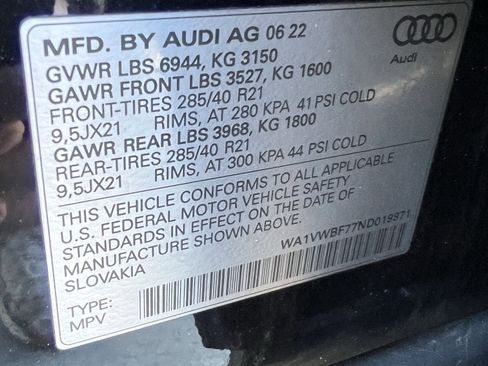 MFD. BY AUDI AG 06 22
GVWR LBS 6944, KG 3150
GAWR FRONT LBS 3527, KG 1600
FRONT-TIRES 285/40 R21
9,5JX21 RIMS, AT 280 KPA 41 PSI COLD
GAWR REAR LBS 3968, KG 1800
REAR-TIRES 285/40 R21
9,5JX21 RIMS, AT 300 KPA 44 PSI COLD
THIS VEHICLE CONFORMS TO ALL APPLICABLE
U.S. FEDERAL MOTOR VEHICLE SAFETY
STANDARDS IN EFFECT ON THE DATE OF
MANUFACTURE SHOWN ABOVE.
SLOVAKIA
WA1VWBF77ND019971
TYPE:
MPV
Audi